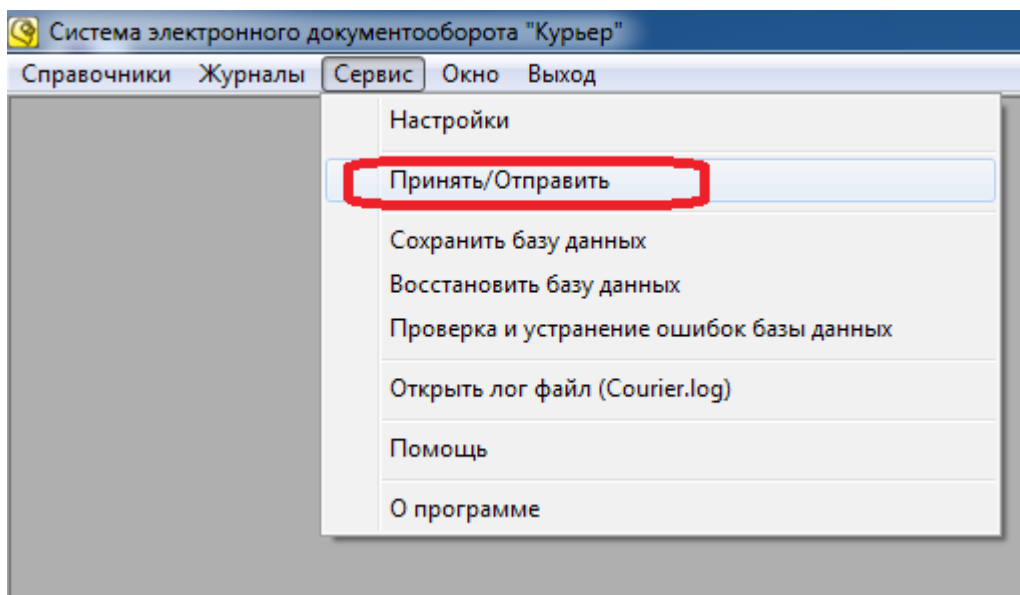 Система электронного документооборота "Курьер"
Справочники Журналы Сервис Окно Выход
Настройки
Принять/Отправить
Сохранить базу данных
Восстановить базу данных
Проверка и устранение ошибок базы данных
Открыть лог файл (Courier.log)
Помощь
О программе